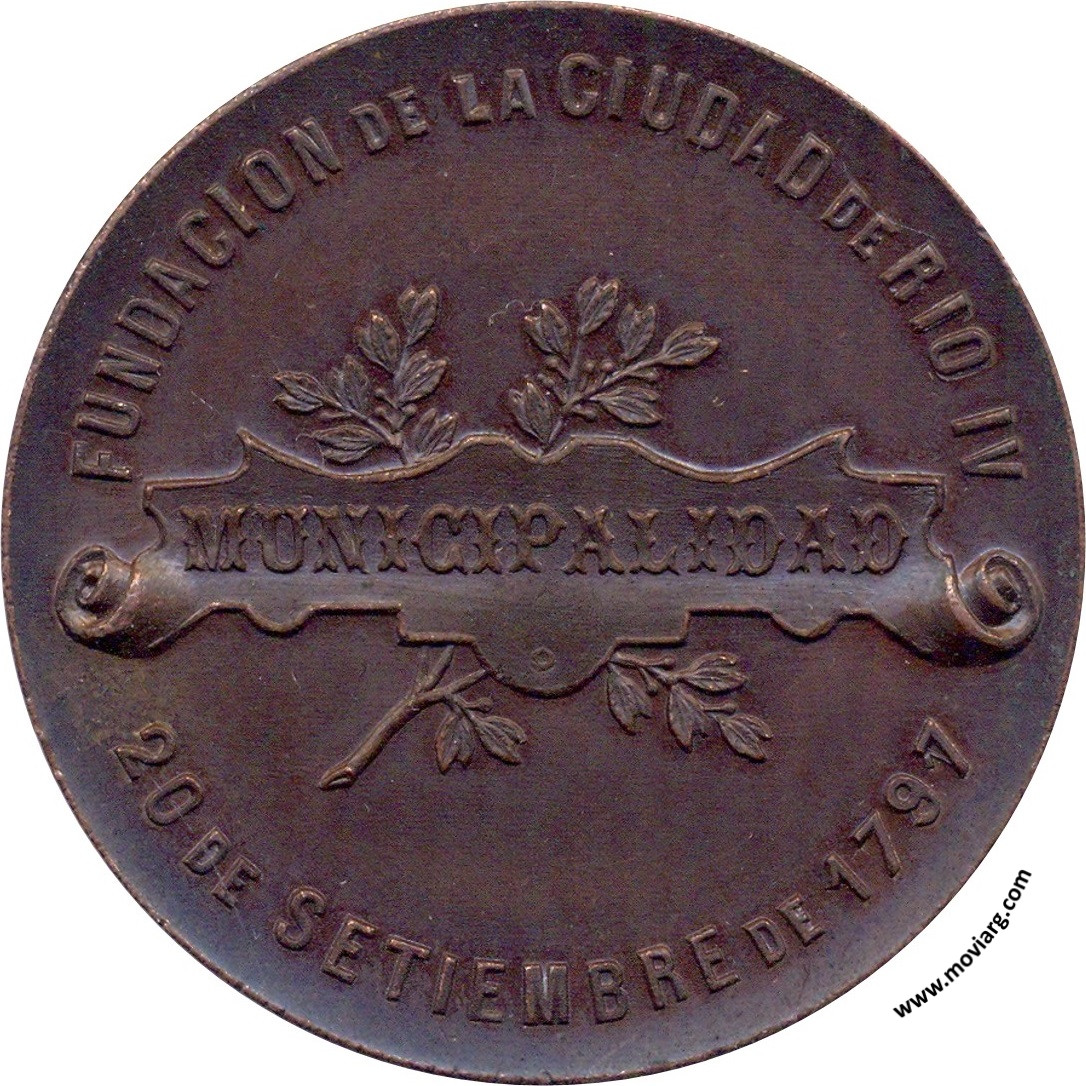 FUNDACION DE LA CIUDAD DE RIO IV
MUNICIPALIDAD
20 DE SETIEMBRE DE 1797
www.moviarg.com